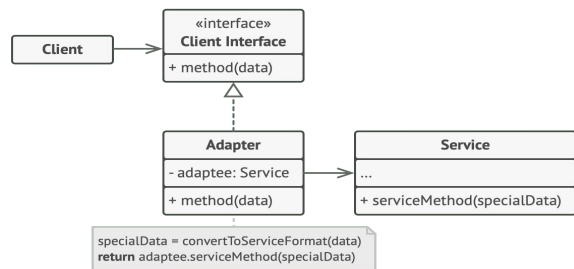 Client
«interface»
Client Interface
+ method(data)
Adapter
- adaptee: Service
+ method(data)
Service
...
+ serviceMethod(specialData)
specialData = convertToServiceFormat(data)
return adaptee.serviceMethod(specialData)